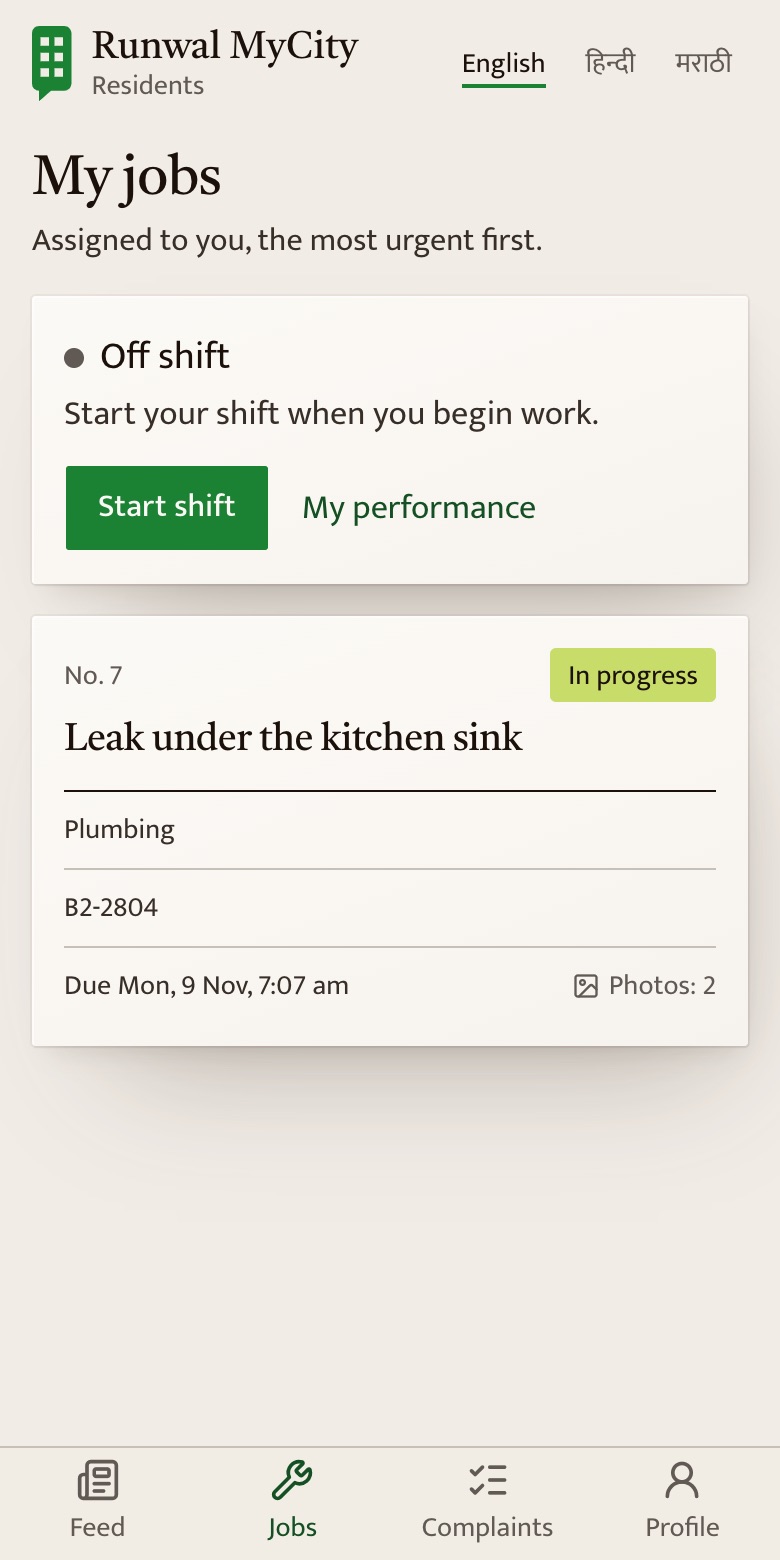 Runwal MyCity
Residents
English हिन्दी मराठी
My jobs
Assigned to you, the most urgent first.
Off shift
Start your shift when you begin work.
Start shift My performance
No. 7 In progress
Leak under the kitchen sink
Plumbing
B2-2804
Due Mon, 9 Nov, 7:07 am Photos: 2
Feed Jobs Complaints Profile